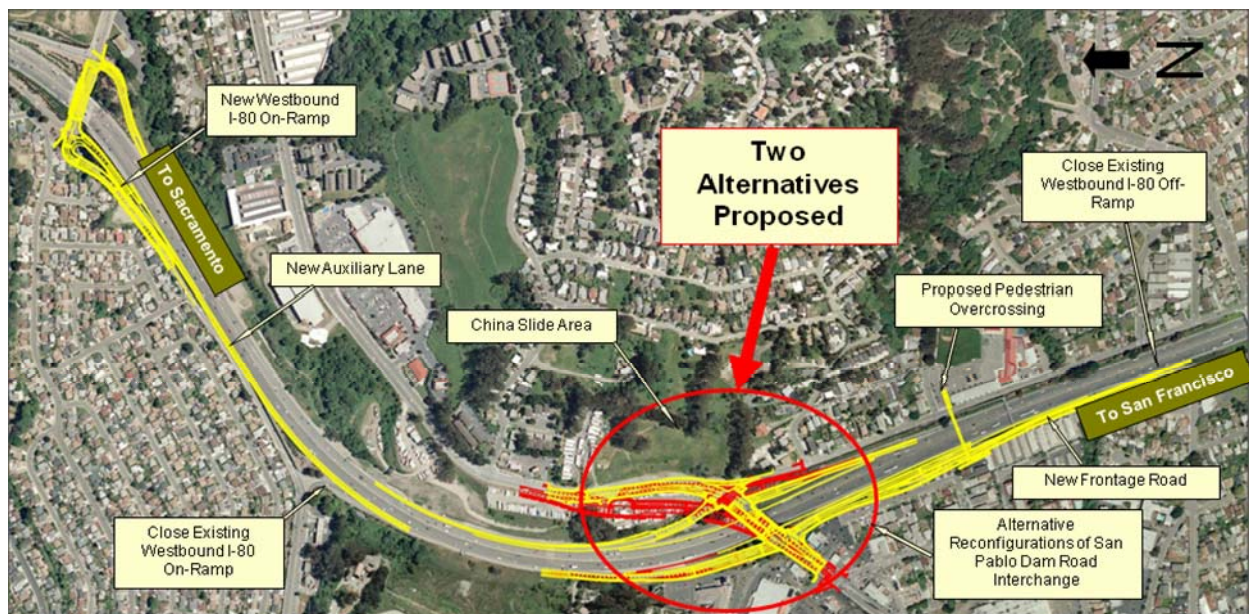 New Westbound
I-80 On-Ramp
To Sacramento
New Auxiliary Lane
China Slide Area
Close Existing
Westbound I-80
On-Ramp
Two
Alternatives
Proposed
N
Close Existing
Westbound I-80 Off-
Ramp
Proposed Pedestrian
Overcrossing
To San Francisco
New Frontage Road
Alternative
Reconfigurations of San
Pablo Dam Road
Interchange